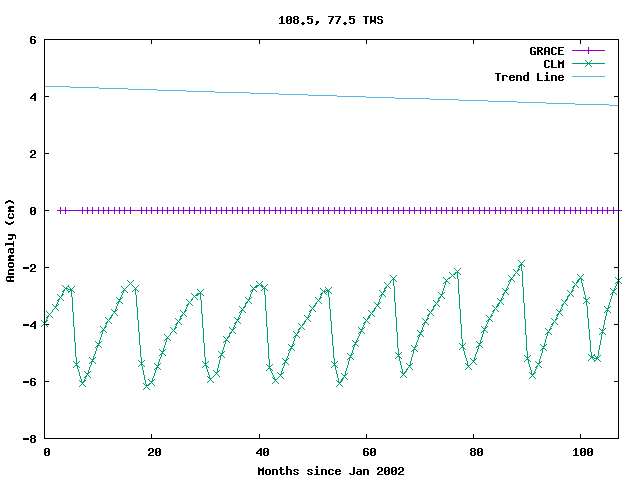 108.5, 77.5 TWS
GRACE
CLM
Trend Line
6
4
2
0
-2
-4
-6
-8
Anomaly (cm)
0 20 40 60 80 100
Months since Jan 2002